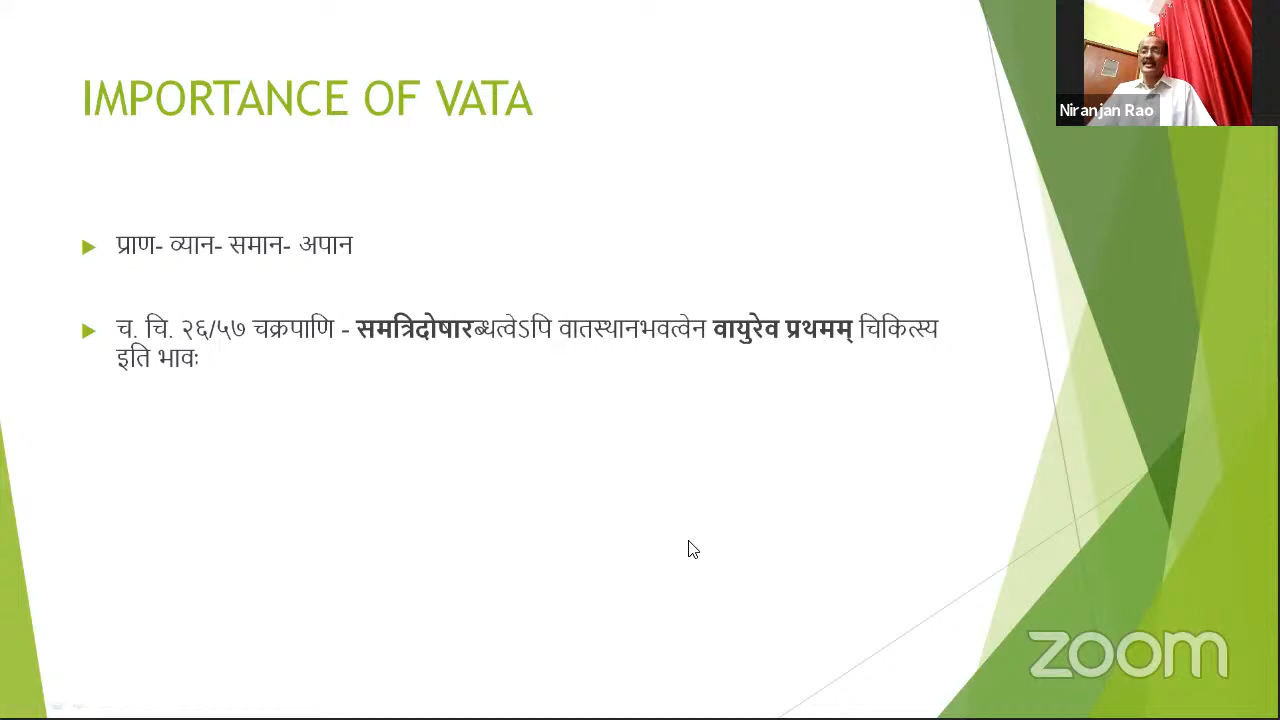 IMPORTANCE OF VATA
Niranjan Rao
प्राण- व्यान- समान- अपान
च. चि. २६/५७ चक्रपाणि - समत्रिदोषारब्धत्वेऽपि वातस्थानभवत्वेन वायुरेव प्रथमम् चिकित्स्य
इति भावः
zoom